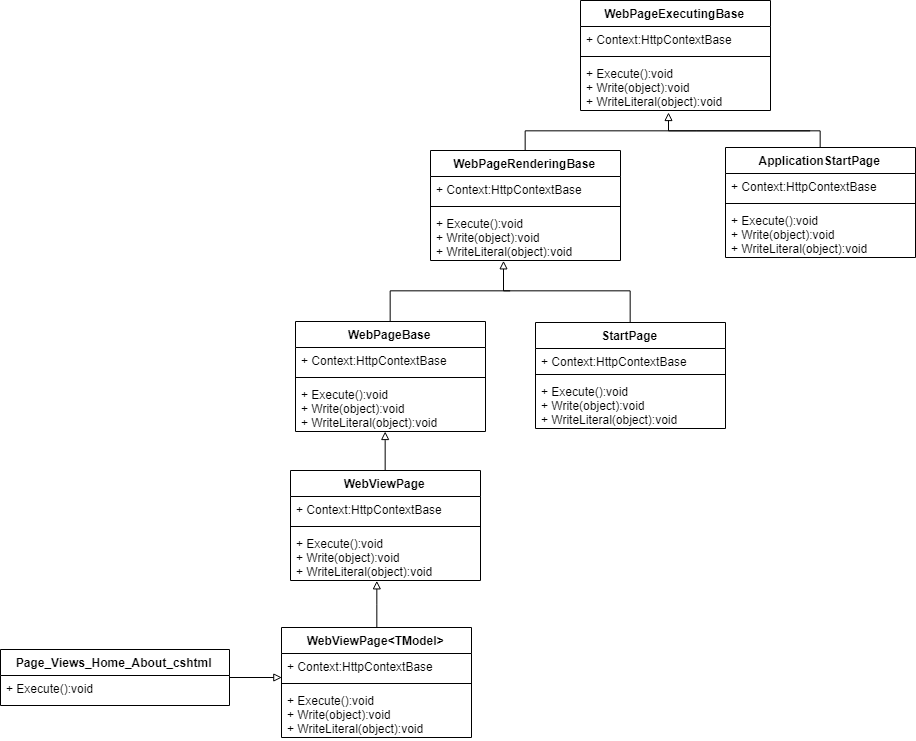 WebPageExecutingBase
+ Context:HttpContextBase
+ Execute():void
+ Write(object):void
+ WriteLiteral(object):void
WebPageRenderingBase
+ Context:HttpContextBase
+ Execute():void
+ Write(object):void
+ WriteLiteral(object):void
ApplicationStartPage
+ Context:HttpContextBase
+ Execute():void
+ Write(object):void
+ WriteLiteral(object):void
WebPageBase
+ Context:HttpContextBase
+ Execute():void
+ Write(object):void
+ WriteLiteral(object):void
StartPage
+ Context:HttpContextBase
+ Execute():void
+ Write(object):void
+ WriteLiteral(object):void
WebViewPage
+ Context:HttpContextBase
+ Execute():void
+ Write(object):void
+ WriteLiteral(object):void
Page_Views_Home_About_cshtml
+ Execute():void
WebViewPage<TModel>
+ Context:HttpContextBase
+ Execute():void
+ Write(object):void
+ WriteLiteral(object):void